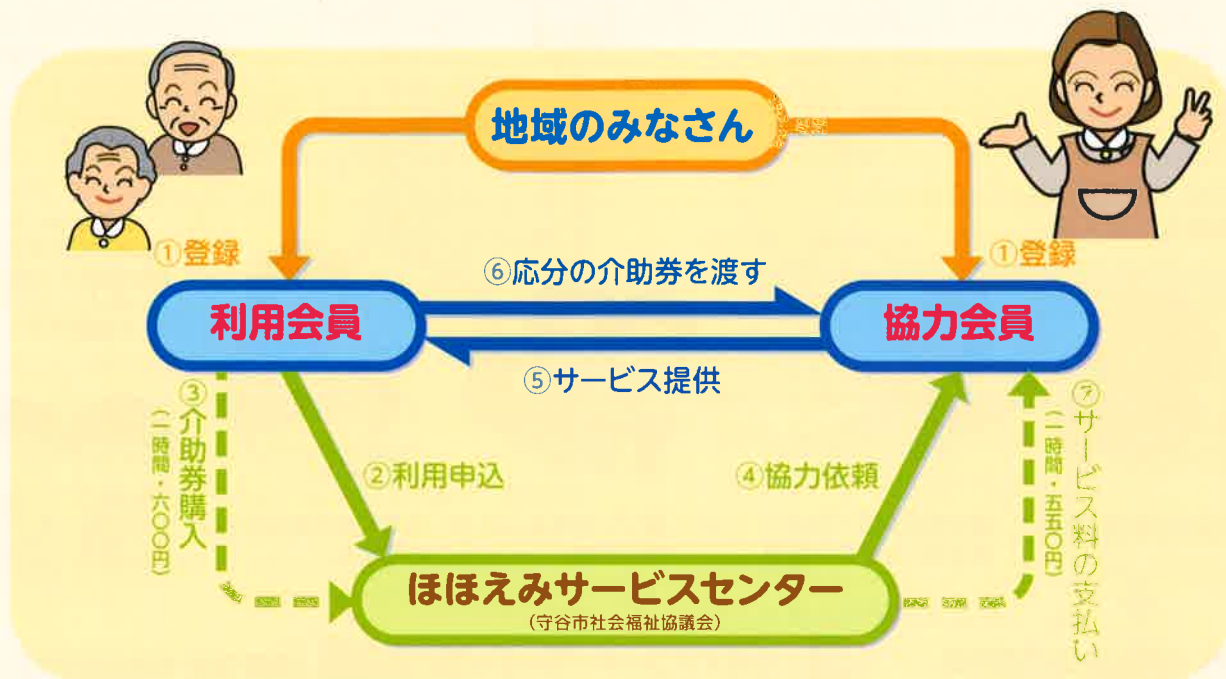 地域のみなさん
①登録
①登録
⑥応分の介助券を渡す
利用会員
協力会員
⑤サービス提供
③介助券購入
(一時間・六〇〇円)
②利用申込
④協力依頼
⑦サービス料の支払い
(一時間・五五〇円)
ほほえみサービスセンター
(守谷市社会福祉協議会)